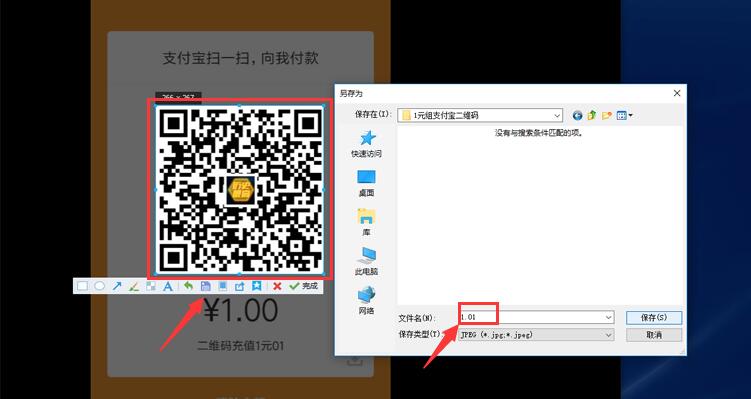 支付宝扫一扫，向我付款
266 × 267
完成
¥1.00
二维码充值1元01
另存为
保存在(I):
1元组支付宝二维码
没有与搜索条件匹配的项。
快速访问
桌面
库
此电脑
网络
文件名(N):
1.01
保存(S)
保存类型(T):
JPEG (*.jpg;*.jpeg)
取消